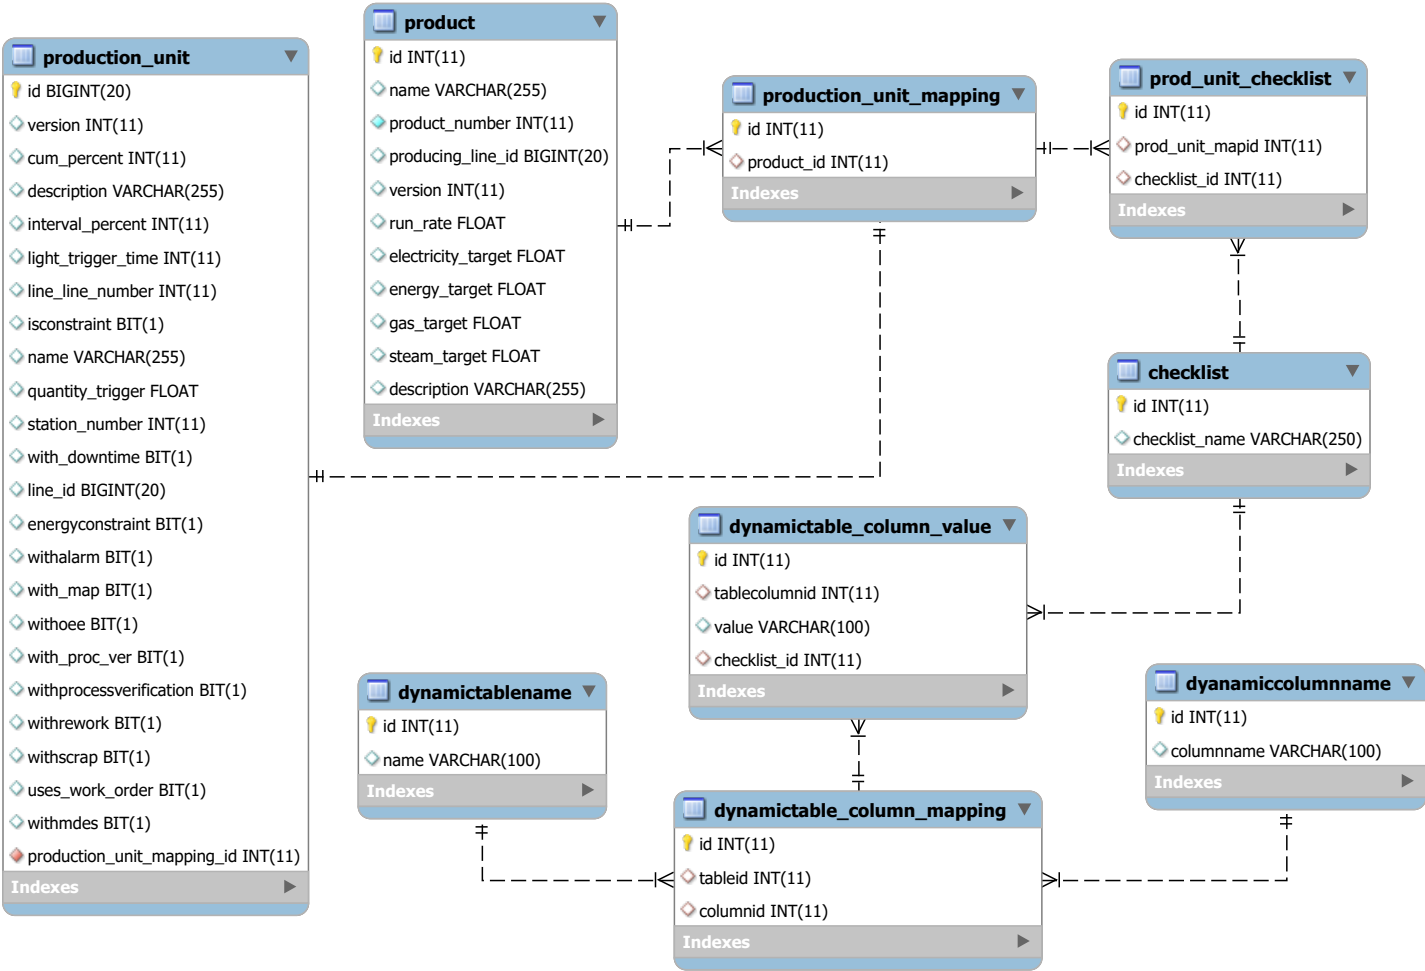 production_unit
id BIGINT(20)
version INT(11)
cum_percent INT(11)
description VARCHAR(255)
interval_percent INT(11)
light_trigger_time INT(11)
line_line_number INT(11)
isconstraint BIT(1)
name VARCHAR(255)
quantity_trigger FLOAT
station_number INT(11)
with_downtime BIT(1)
line_id BIGINT(20)
energyconstraint BIT(1)
withalarm BIT(1)
with_map BIT(1)
withoee BIT(1)
with_proc_ver BIT(1)
withprocessverification BIT(1)
withrework BIT(1)
withscrap BIT(1)
uses_work_order BIT(1)
withmdes BIT(1)
production_unit_mapping_id INT(11)
Indexes
product
id INT(11)
name VARCHAR(255)
product_number INT(11)
producing_line_id BIGINT(20)
version INT(11)
run_rate FLOAT
electricity_target FLOAT
energy_target FLOAT
gas_target FLOAT
steam_target FLOAT
description VARCHAR(255)
Indexes
production_unit_mapping
id INT(11)
product_id INT(11)
Indexes
prod_unit_checklist
id INT(11)
prod_unit_mapid INT(11)
checklist_id INT(11)
Indexes
checklist
id INT(11)
checklist_name VARCHAR(250)
Indexes
dynamictable_column_value
id INT(11)
tablecolumnid INT(11)
value VARCHAR(100)
checklist_id INT(11)
Indexes
dynamictablename
id INT(11)
name VARCHAR(100)
Indexes
dyanamiccolumnname
id INT(11)
columnname VARCHAR(100)
Indexes
dynamictable_column_mapping
id INT(11)
tableid INT(11)
columnid INT(11)
Indexes